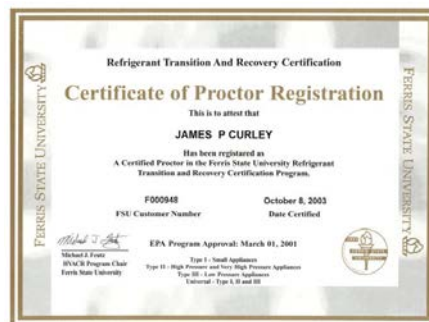 Refrigerant Transition And Recovery Certification
Certificate of Proctor Registration
This is to attest that
JAMES P CURLEY
Has been registered as
A Certified Proctor in the Ferris State University Refrigerant
Transition and Recovery Certification Program.
F000948
FSU Customer Number
October 8, 2003
Date Certified
EPA Program Approval: March 01, 2001
Michael J. Feutz
HVACR Program Chair
Ferris State University
Type I - Small Appliances
Type II - High Pressure and Very High Pressure Appliances
Type III - Low Pressure Appliances
Universal - Type I, II and III
FERRIS STATE UNIVERSITY
FERRIS STATE UNIVERSITY